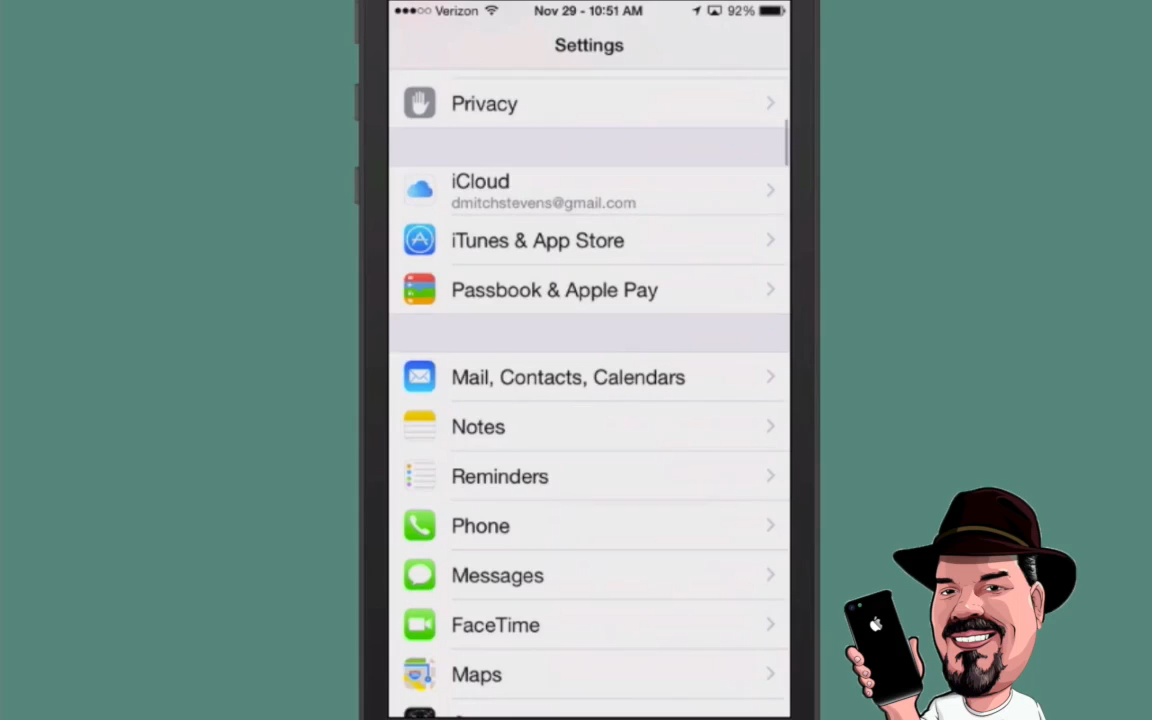 Verizon Nov 29 - 10:51 AM 92%
Settings
Privacy
iCloud
dmitchstevens@gmail.com
iTunes & App Store
Passbook & Apple Pay
Mail, Contacts, Calendars
Notes
Reminders
Phone
Messages
FaceTime
Maps